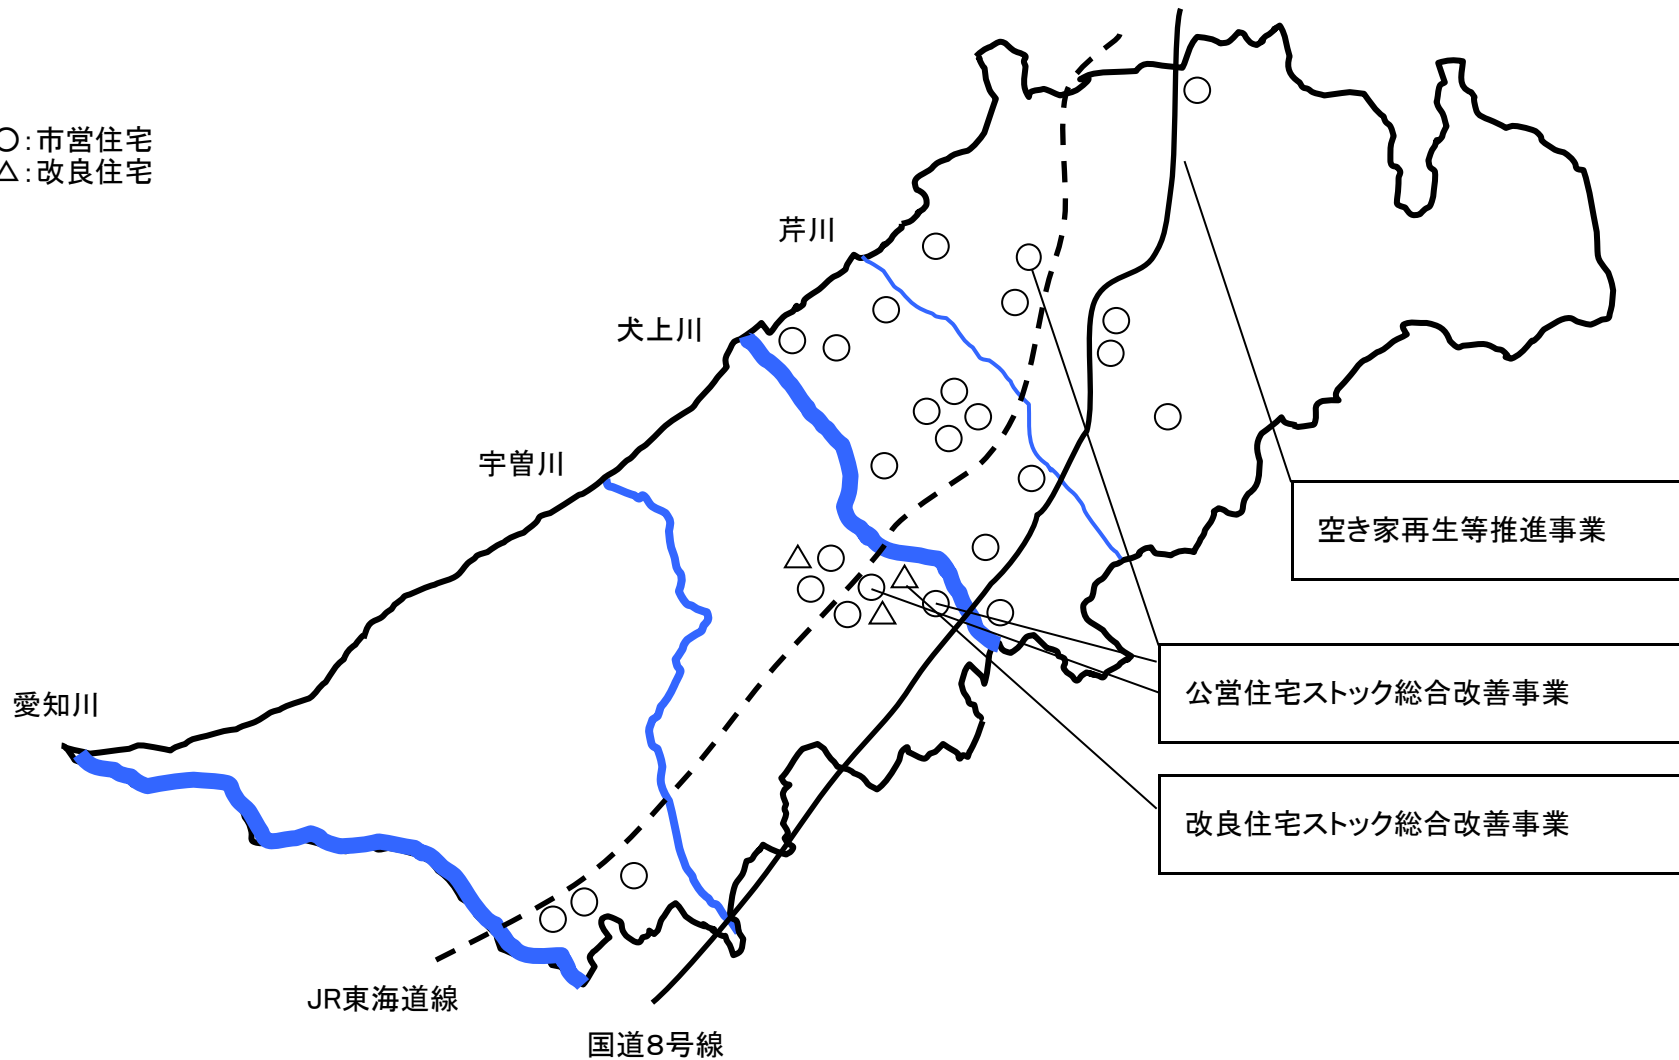 ○:市営住宅
△:改良住宅
芹川
犬上川
宇曽川
空き家再生等推進事業
公営住宅ストック総合改善事業
愛知川
改良住宅ストック総合改善事業
JR東海道線
国道8号線